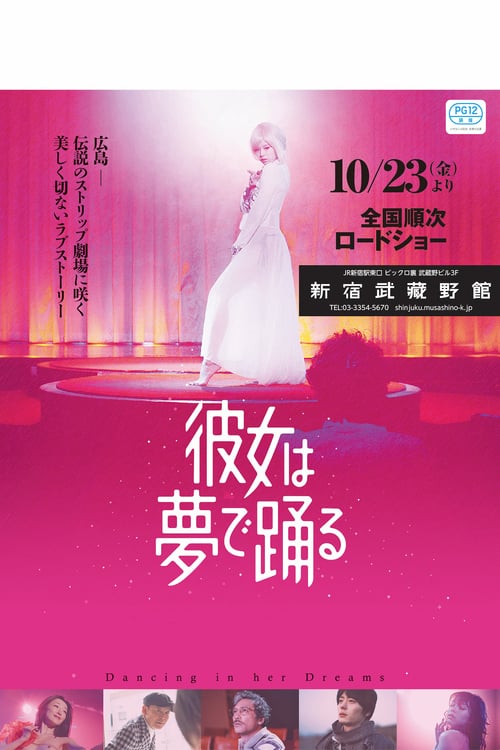 PG12
広島―
伝説のストリップ劇場に咲く
美しく切ないラブストーリー
10/23(金)より
全国順次
ロードショー
JR新宿駅東口 ビックロ裏 武蔵野ビル3F
新宿武蔵野館
TEL:03-3354-5670 shinjuku.musashino-k.jp
彼女は
夢で踊る
Dancing in her Dreams